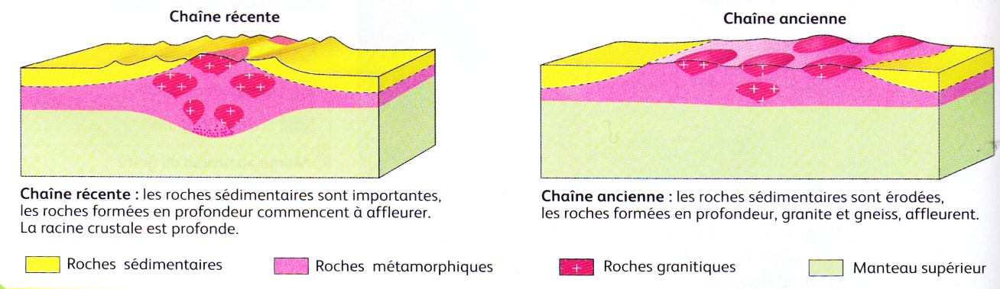 Chaîne récente
Chaîne ancienne
Chaîne récente : les roches sédimentaires sont importantes,
les roches formées en profondeur commencent à affleurer.
La racine crustale est profonde.
Chaîne ancienne : les roches sédimentaires sont érodées,
les roches formées en profondeur, granite et gneiss, affleurent.
Roches sédimentaires
Roches métamorphiques
Roches granitiques
Manteau supérieur